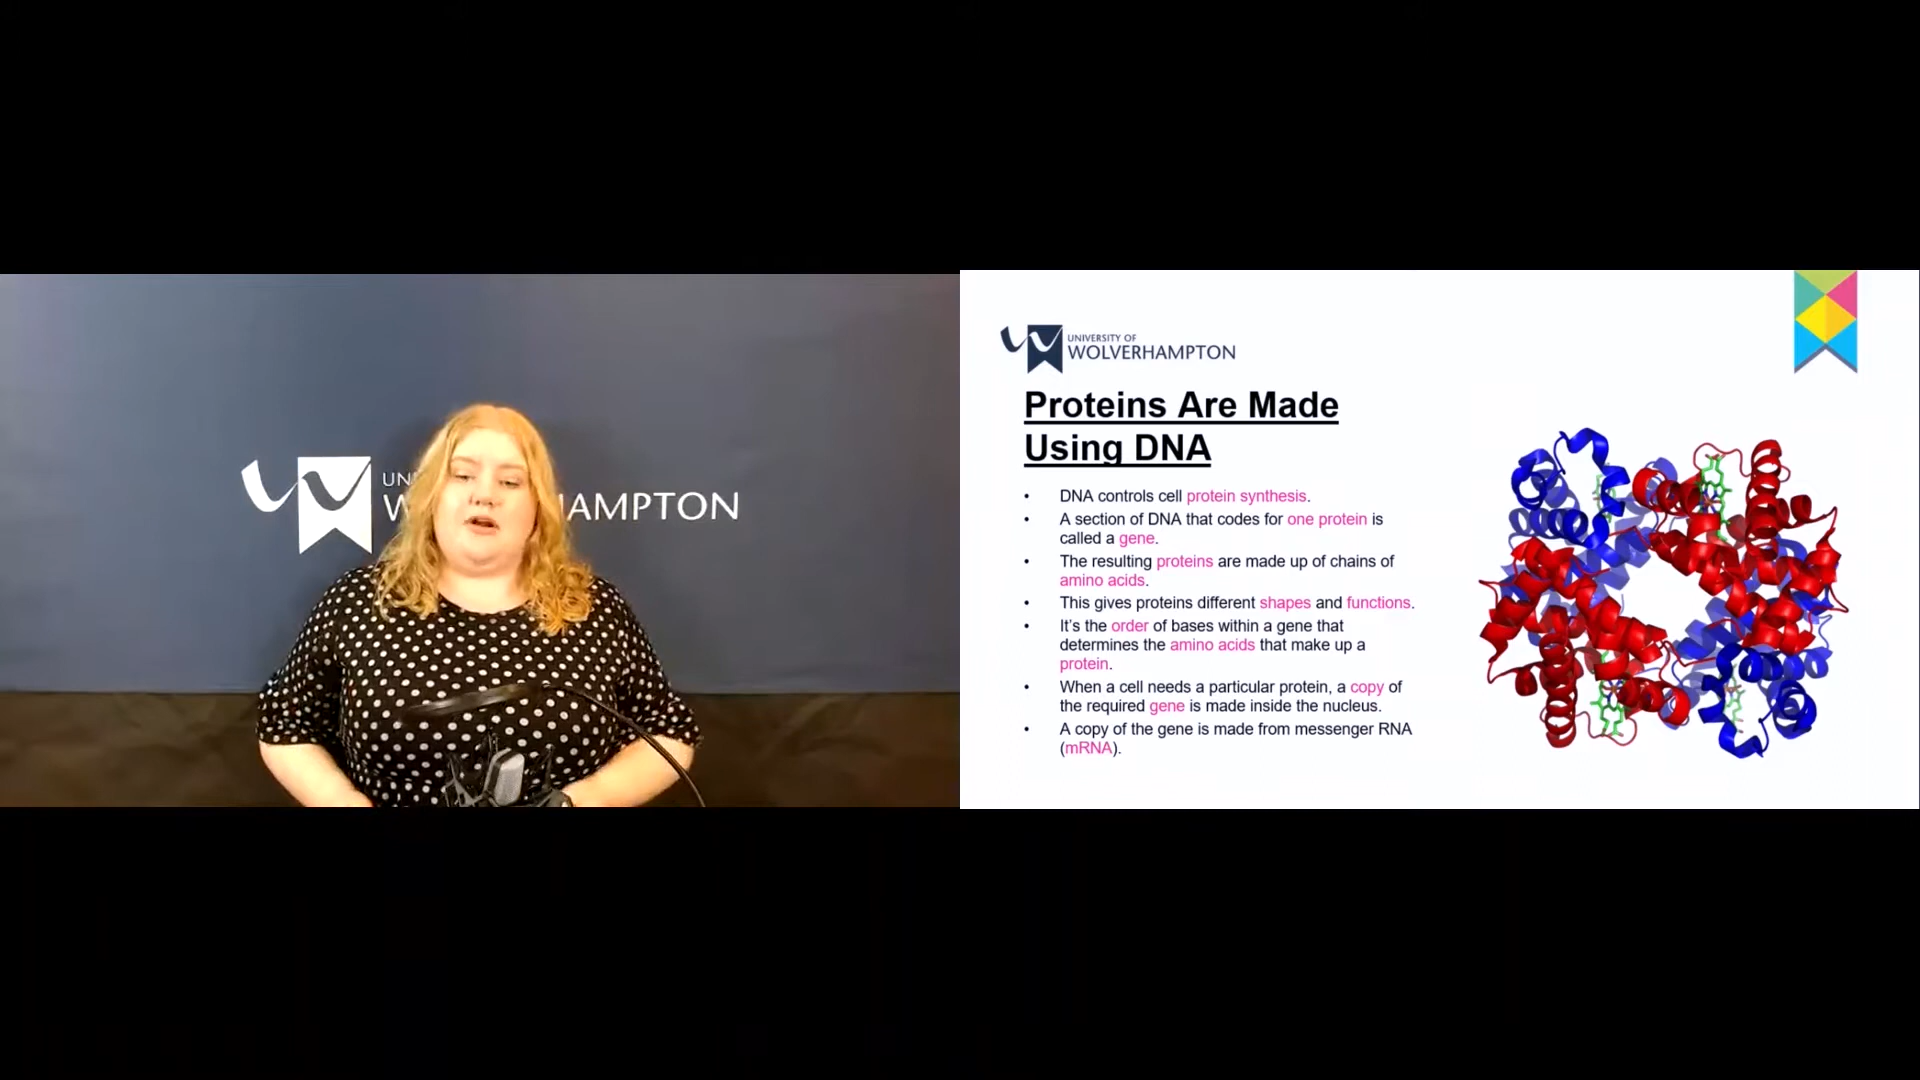 UN
W AMPTON
UNIVERSITY OF
WOLVERHAMPTON
Proteins Are Made
Using DNA
• DNA controls cell protein synthesis.
• A section of DNA that codes for one protein is
called a gene.
• The resulting proteins are made up of chains of
amino acids.
• This gives proteins different shapes and functions.
• It’s the order of bases within a gene that
determines the amino acids that make up a
protein.
• When a cell needs a particular protein, a copy of
the required gene is made inside the nucleus.
• A copy of the gene is made from messenger RNA
(mRNA).